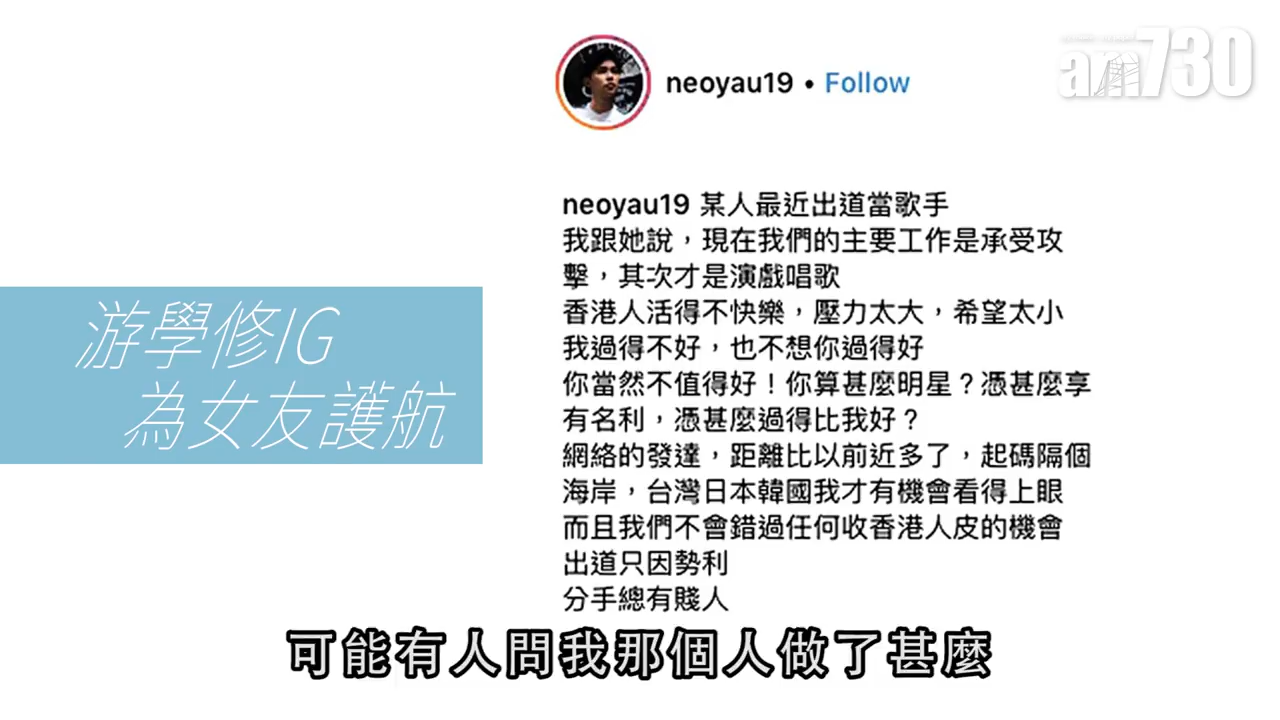 neoyau19 • Follow
am730
neoyau19 某人最近出道當歌手
我跟她說，現在我們的主要工作是承受攻
擊，其次才是演戲唱歌
香港人活得不快樂，壓力太大，希望太小
我過得不好，也不想你過得好
你當然不值得好！你算甚麼明星？憑甚麼享
有名利，憑甚麼過得比我好？
網絡的發達，距離比以前近多了，起碼隔個
海岸，台灣日本韓國我才有機會看得上眼
而且我們不會錯過任何收香港人皮的機會
出道只因勢利
分手總有賤人
游學修IG
為女友護航
可能有人問我那個人做了甚麼